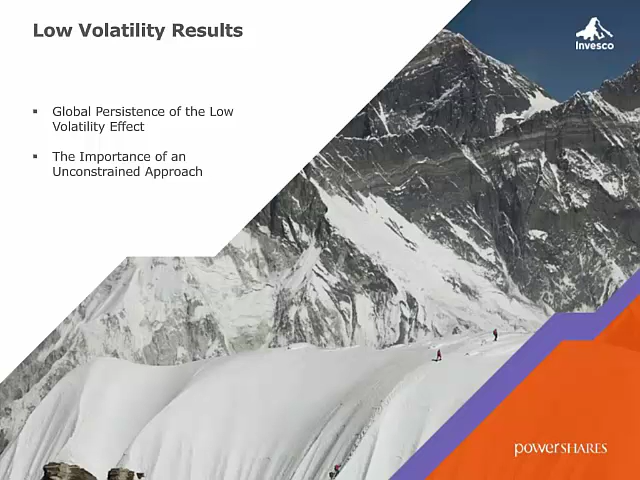 Low Volatility Results
Invesco
▪ Global Persistence of the Low
Volatility Effect
▪ The Importance of an
Unconstrained Approach
powerSHARES